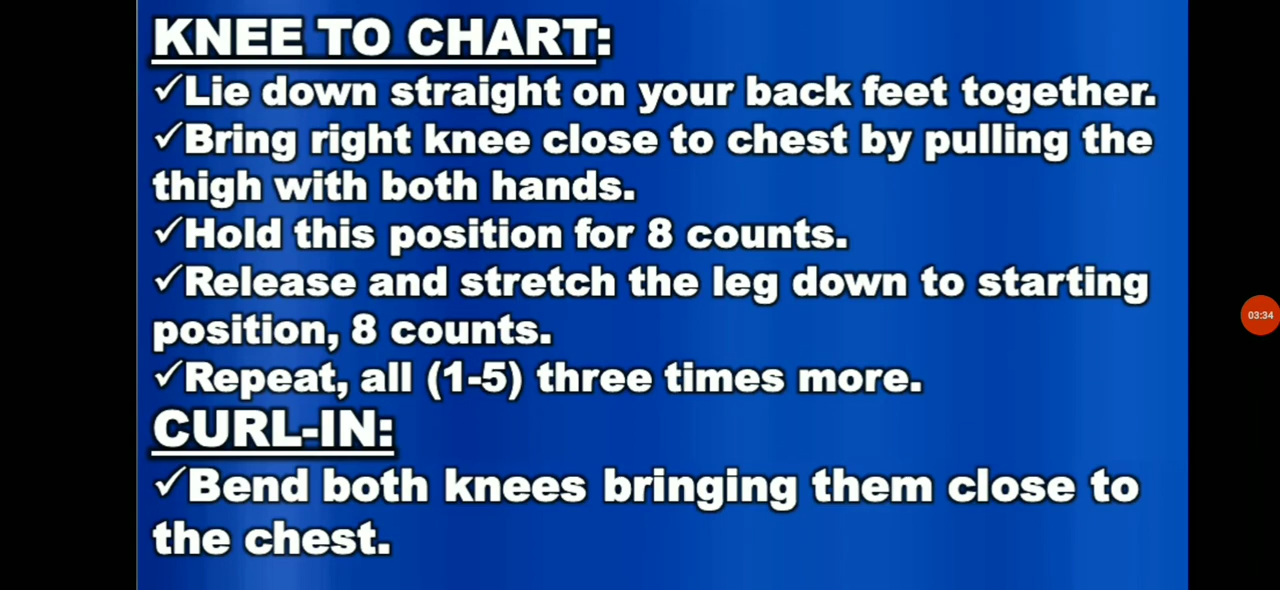 KNEE TO CHART:
✓Lie down straight on your back feet together.
✓Bring right knee close to chest by pulling the
thigh with both hands.
✓Hold this position for 8 counts.
✓Release and stretch the leg down to starting
position, 8 counts.
✓Repeat, all (1-5) three times more.
CURL-IN:
✓Bend both knees bringing them close to
the chest.
03:34